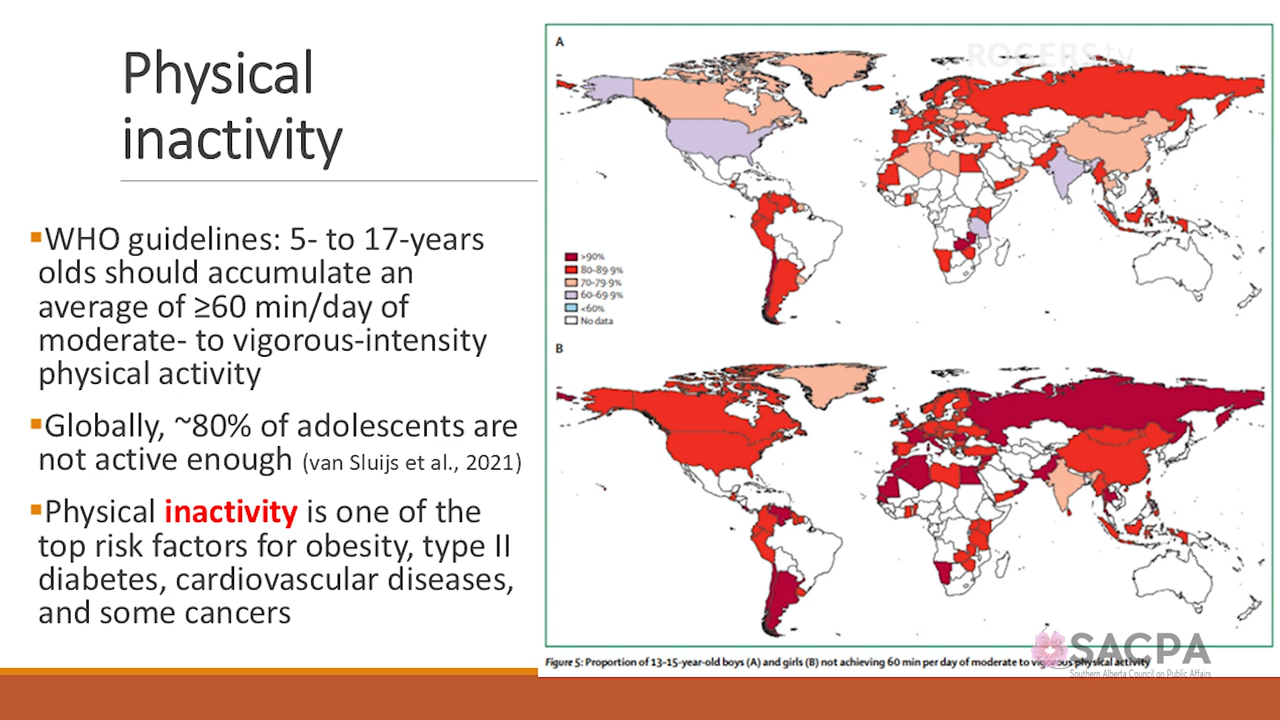 Physical
inactivity
▪WHO guidelines: 5- to 17-years
olds should accumulate an
average of ≥60 min/day of
moderate- to vigorous-intensity
physical activity
▪Globally, ~80% of adolescents are
not active enough (van Sluijs et al., 2021)
▪Physical inactivity is one of the
top risk factors for obesity, type II
diabetes, cardiovascular diseases,
and some cancers
A
ROGERS tv
>90%
80–89·9%
70–79·9%
60–69·9%
<60%
No data
B
Figure 5: Proportion of 13–15-year-old boys (A) and girls (B) not achieving 60 min per day of moderate to vigorous physical activity
SACPA
Southern Alberta Council on Public Affairs